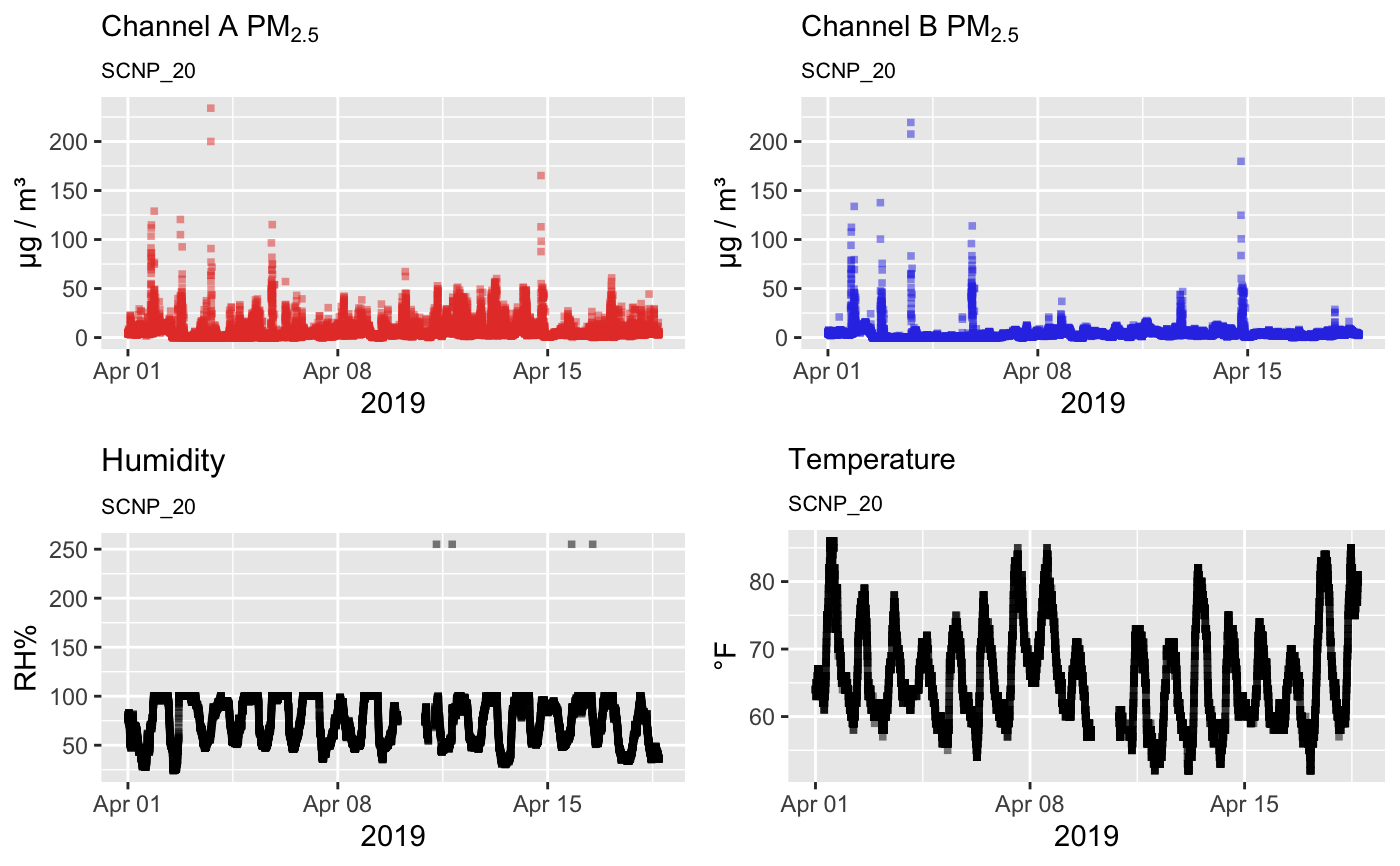 Channel A PM2.5
SCNP_20
200
150
100
50
0
µg / m³
Apr 01 Apr 08 Apr 15
2019
Channel B PM2.5
SCNP_20
200
150
100
50
0
µg / m³
Apr 01 Apr 08 Apr 15
2019
Humidity
SCNP_20
250
200
150
100
50
RH%
Apr 01 Apr 08 Apr 15
2019
Temperature
SCNP_20
80
70
60
°F
Apr 01 Apr 08 Apr 15
2019